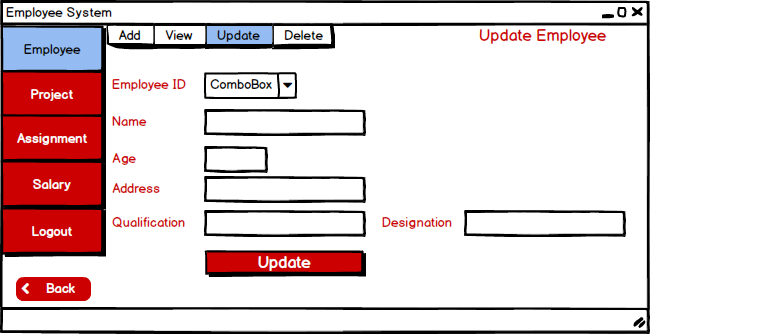 Employee System
Employee
Project
Assignment
Salary
Logout
Back
Add View Update Delete
Update Employee
Employee ID ComboBox
Name
Age
Address
Qualification Designation
Update